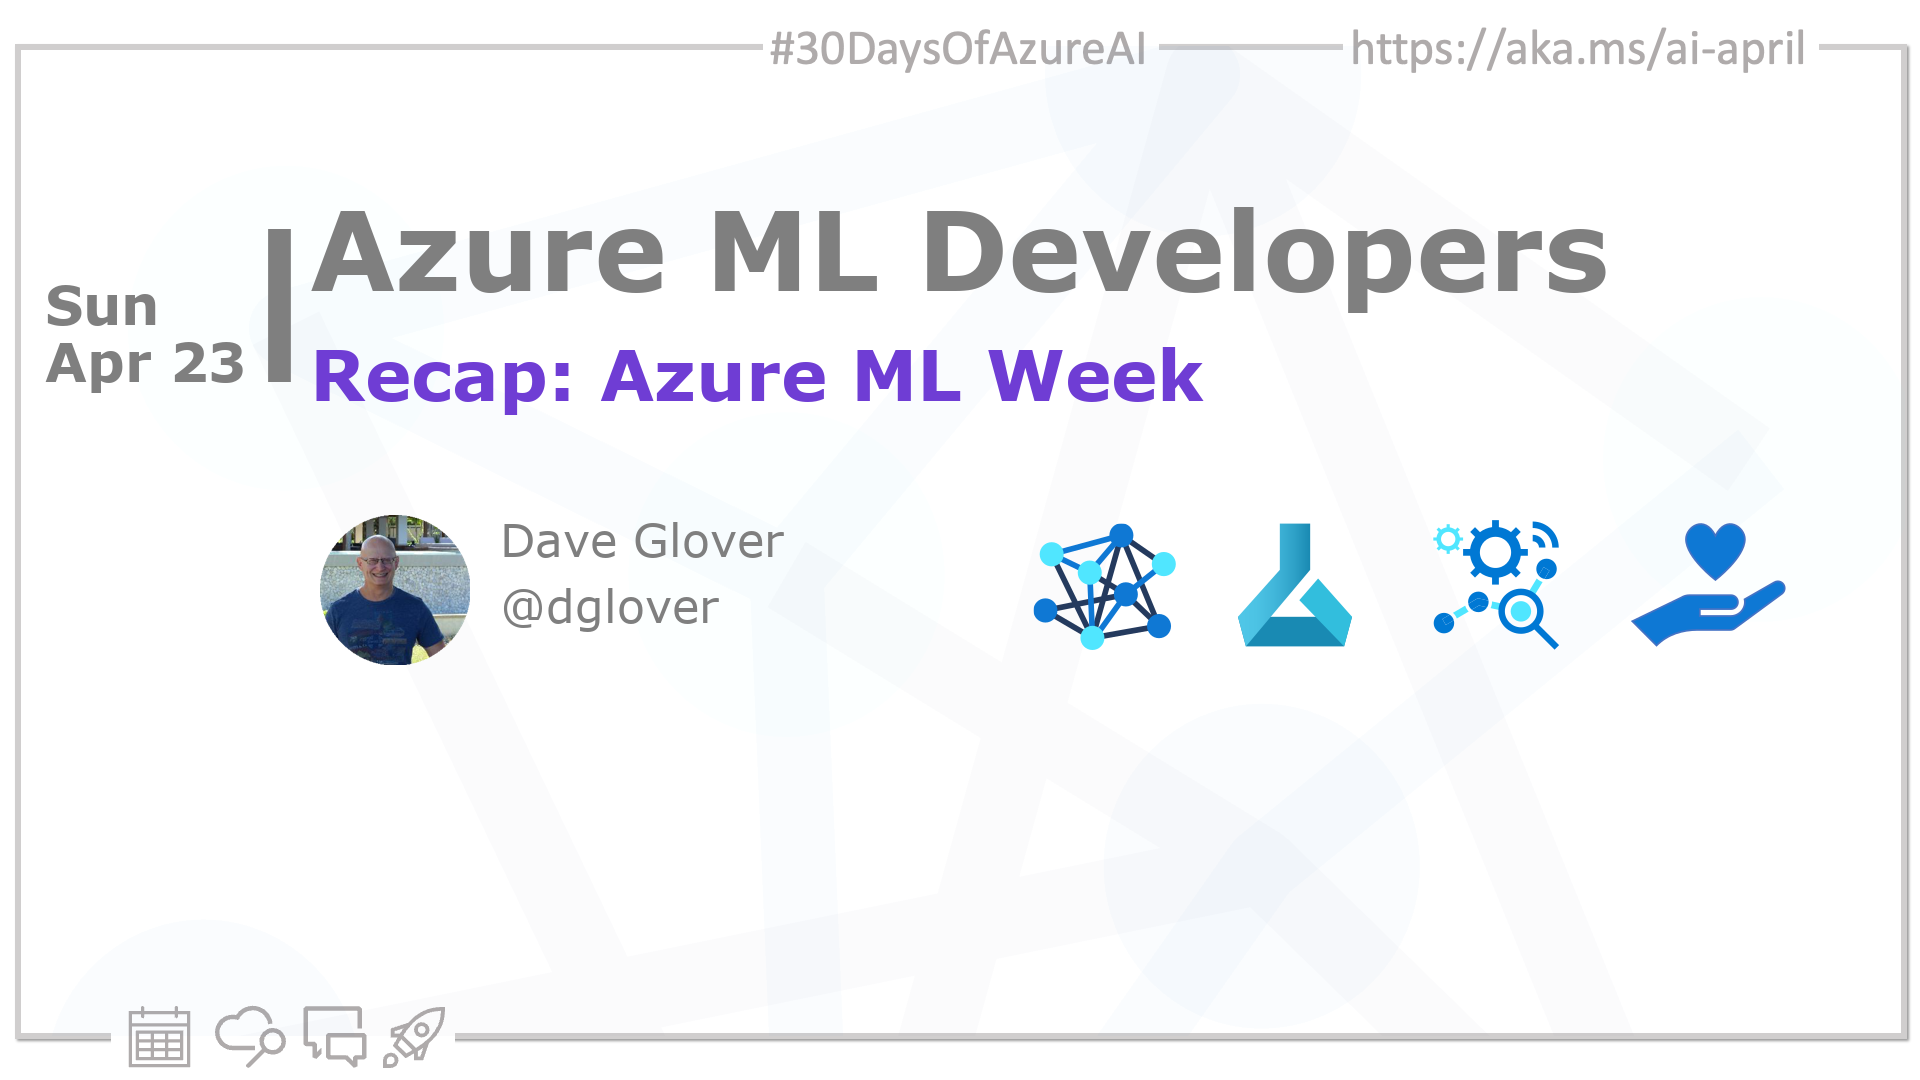 #30DaysOfAzureAI
https://aka.ms/ai-april
Azure ML Developers
Sun
Apr 23
Recap: Azure ML Week
Dave Glover
@dglover